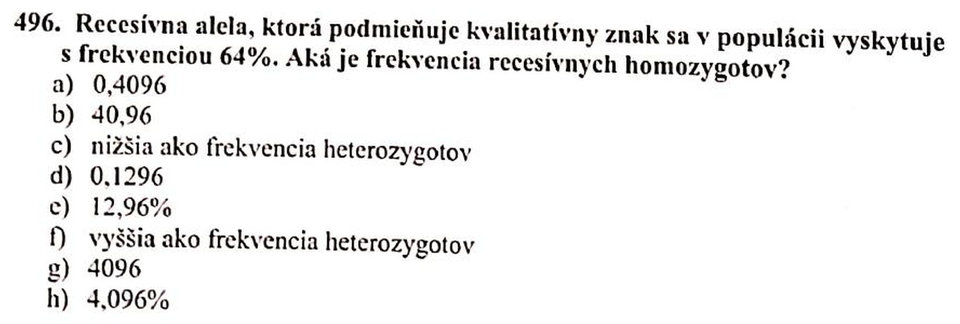 496. Recesívna alela, ktorá podmieňuje kvalitatívny znak sa v populácii vyskytuje
s frekvenciou 64%. Aká je frekvencia recesívnych homozygotov?
a) 0,4096
b) 40,96
c) nižšia ako frekvencia heterozygotov
d) 0,1296
e) 12,96%
f) vyššia ako frekvencia heterozygotov
g) 4096
h) 4,096%